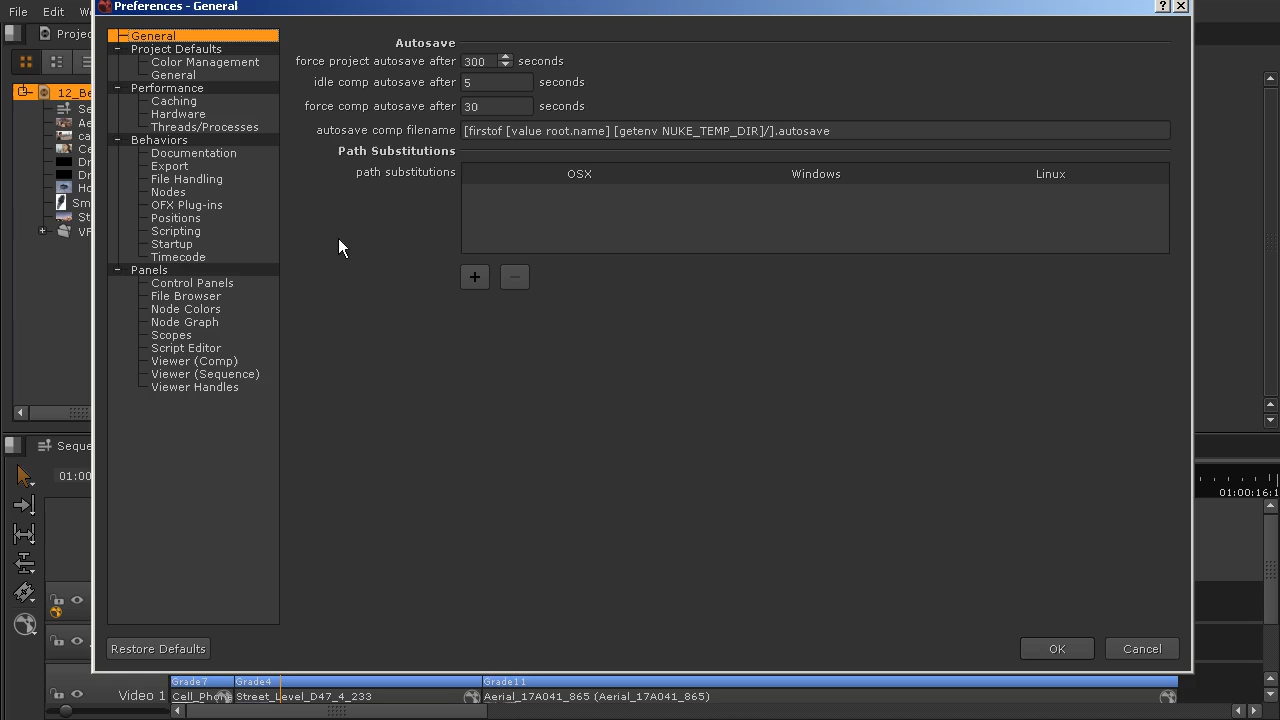 Preferences - General
File Edit
General
Project Defaults
Color Management
General
Performance
Caching
Hardware
Threads/Processes
Behaviors
Documentation
Export
File Handling
Nodes
OFX Plug-ins
Positions
Scripting
Startup
Timecode
Panels
Control Panels
File Browser
Node Colors
Node Graph
Scopes
Script Editor
Viewer (Comp)
Viewer (Sequence)
Viewer Handles
Autosave
force project autosave after 300 seconds
idle comp autosave after 5 seconds
force comp autosave after 30 seconds
autosave comp filename [firstof [value root.name] [getenv NUKE_TEMP_DIR]/].autosave
Path Substitutions
path substitutions OSX Windows Linux
+ −
Restore Defaults OK Cancel
01:00
01:00:16:1
Grade7 Grade4 Grade11
Video 1 Cell_Phone Street_Level_D47_4_233 Aerial_17A041_865 (Aerial_17A041_865)